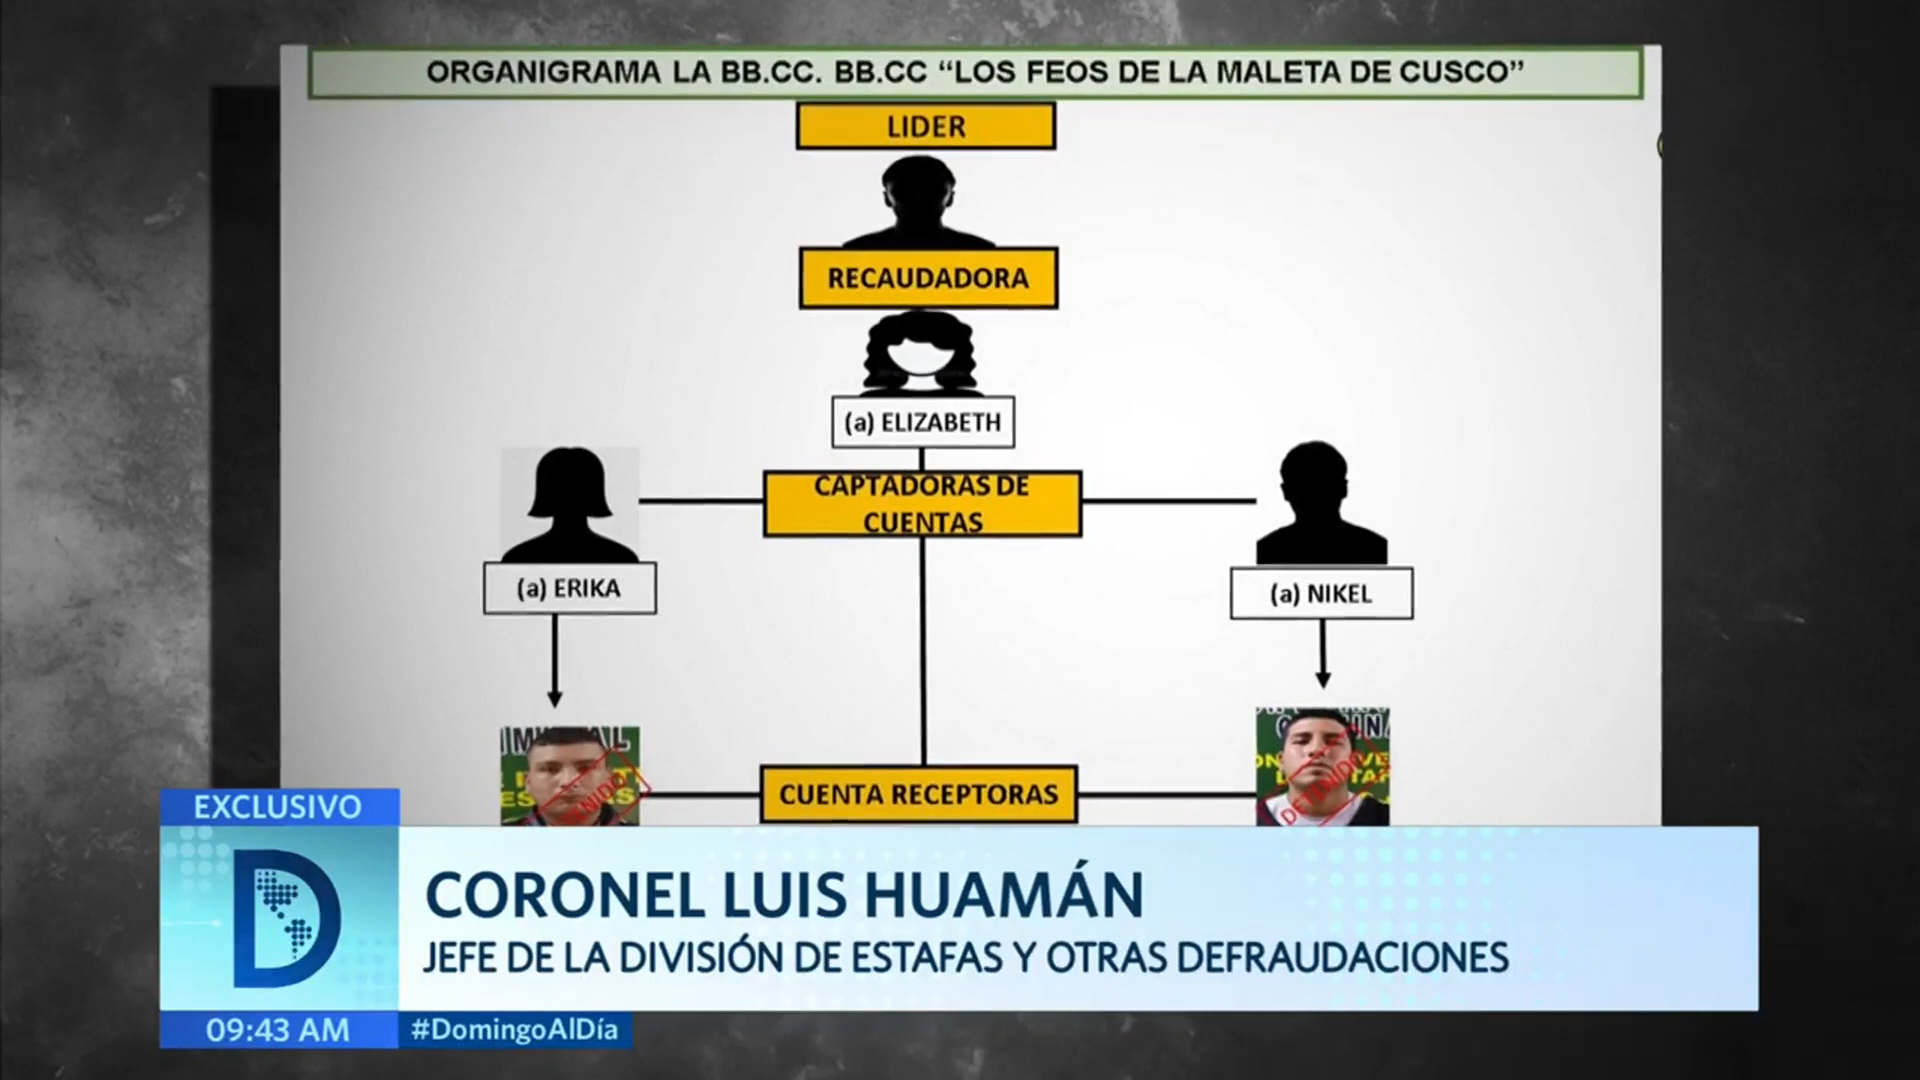 ORGANIGRAMA LA BB.CC. BB.CC “LOS FEOS DE LA MALETA DE CUSCO”
LIDER
RECAUDADORA
(a) ELIZABETH
CAPTADORAS DE
CUENTAS
(a) ERIKA
(a) NIKEL
CUENTA RECEPTORAS
EXCLUSIVO
D
CORONEL LUIS HUAMÁN
JEFE DE LA DIVISIÓN DE ESTAFAS Y OTRAS DEFRAUDACIONES
09:43 AM
#DomingoAlDía